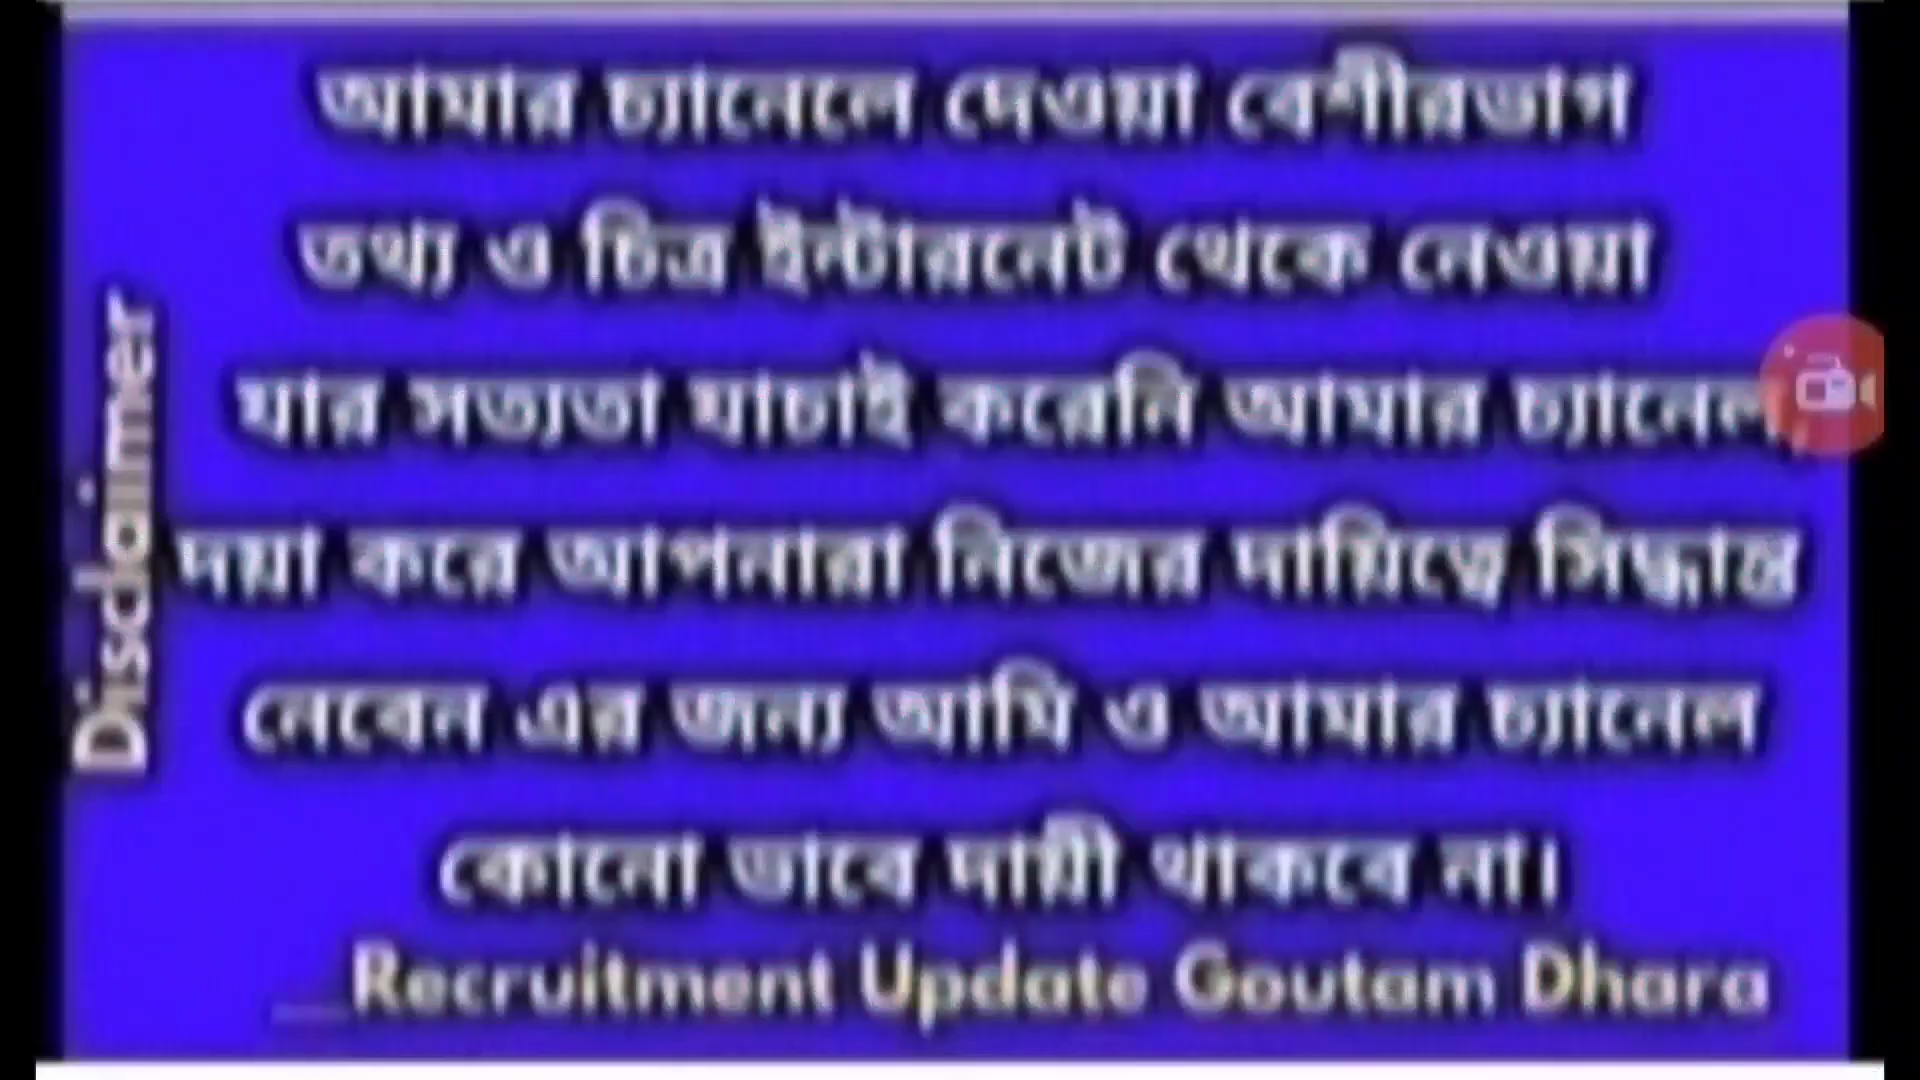 Disclaimer
আমার চ্যানেলে দেওয়া বেশীরভাগ
তথ্য ও চিত্র ইন্টারনেট থেকে নেওয়া
যার সত্যতা যাচাই করেনি আমার চ্যানেল,
দয়া করে আপনারা নিজের দায়িত্বে সিদ্ধান্ত
নেবেন এর জন্য আমি ও আমার চ্যানেল
কোনো ভাবে দায়ী থাকবে না।
__Recruitment Update Goutam Dhara